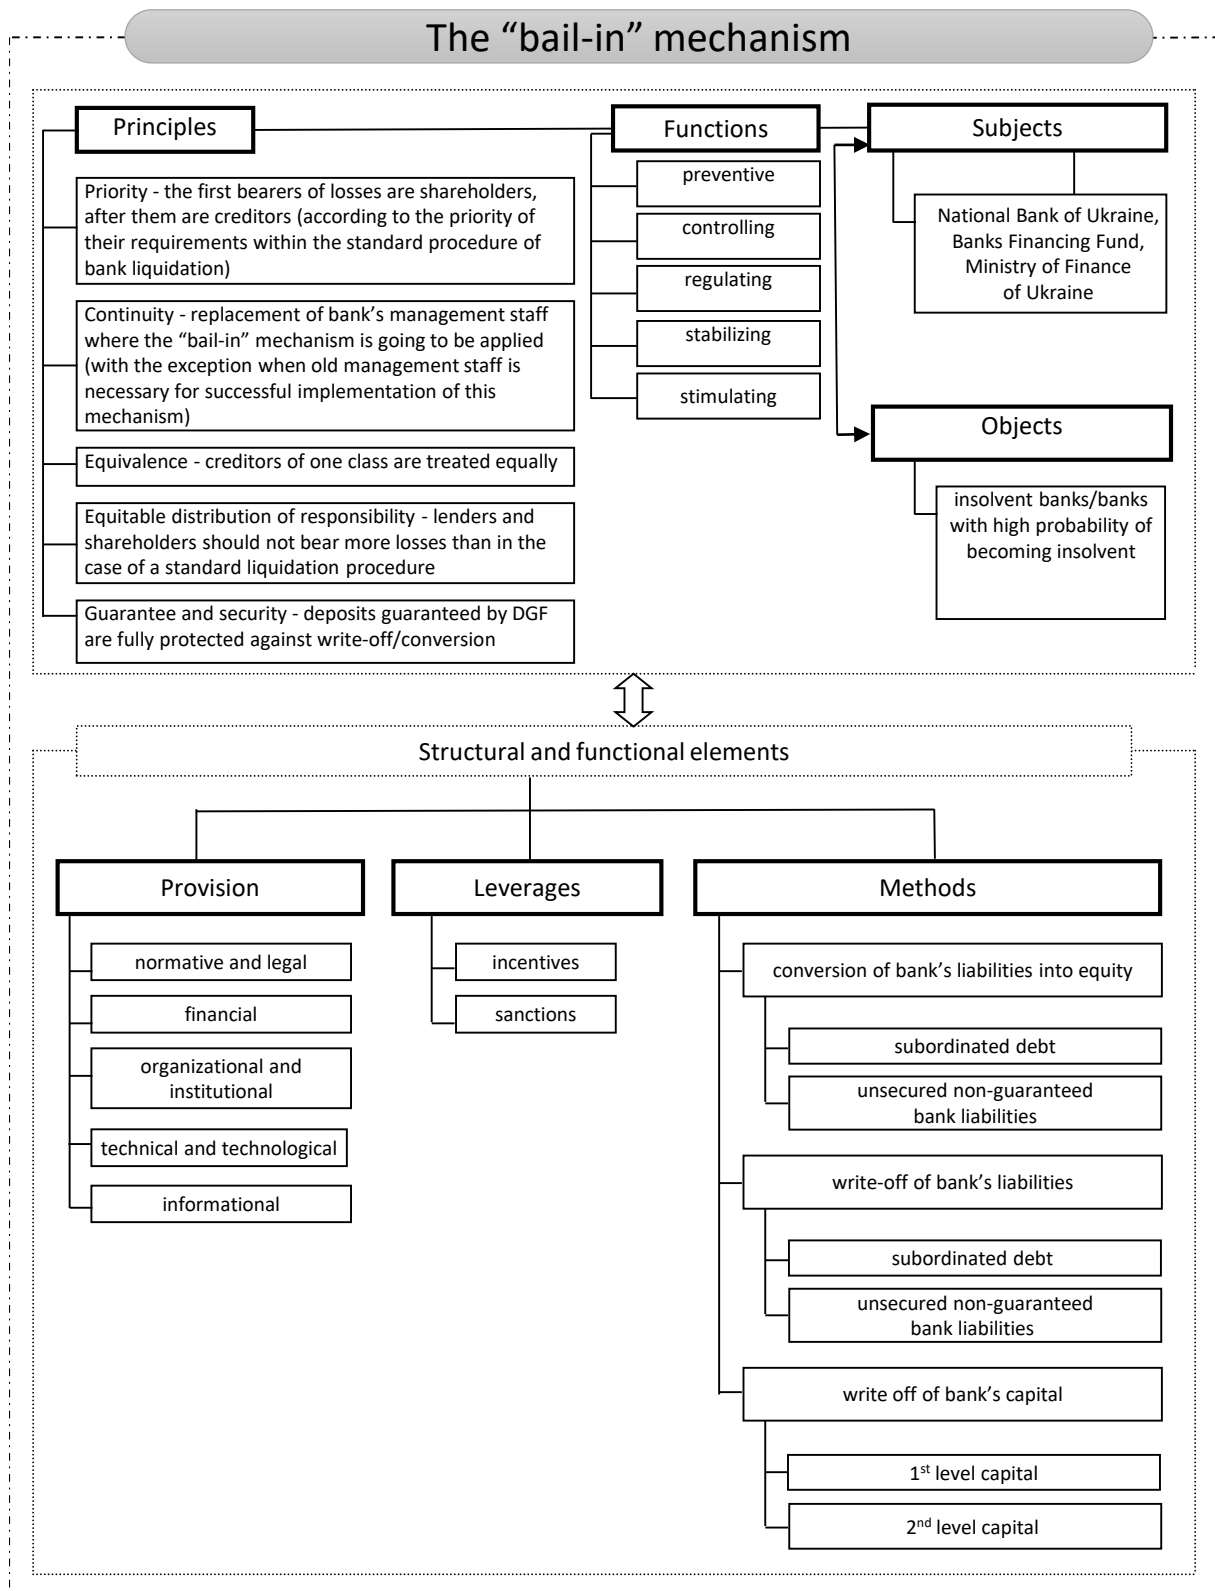 The “bail-in” mechanism
Principles
Priority - the first bearers of losses are shareholders,
after them are creditors (according to the priority of
their requirements within the standard procedure of
bank liquidation)
Continuity - replacement of bank’s management staff
where the “bail-in” mechanism is going to be applied
(with the exception when old management staff is
necessary for successful implementation of this
mechanism)
Equivalence - creditors of one class are treated equally
Equitable distribution of responsibility - lenders and
shareholders should not bear more losses than in the
case of a standard liquidation procedure
Guarantee and security - deposits guaranteed by DGF
are fully protected against write-off/conversion
Functions
preventive
controlling
regulating
stabilizing
stimulating
Subjects
National Bank of Ukraine,
Banks Financing Fund,
Ministry of Finance
of Ukraine
Objects
insolvent banks/banks
with high probability of
becoming insolvent
Structural and functional elements
Provision
normative and legal
financial
organizational and
institutional
technical and technological
informational
Leverages
incentives
sanctions
Methods
conversion of bank’s liabilities into equity
subordinated debt
unsecured non-guaranteed
bank liabilities
write-off of bank’s liabilities
subordinated debt
unsecured non-guaranteed
bank liabilities
write off of bank’s capital
1st level capital
2nd level capital